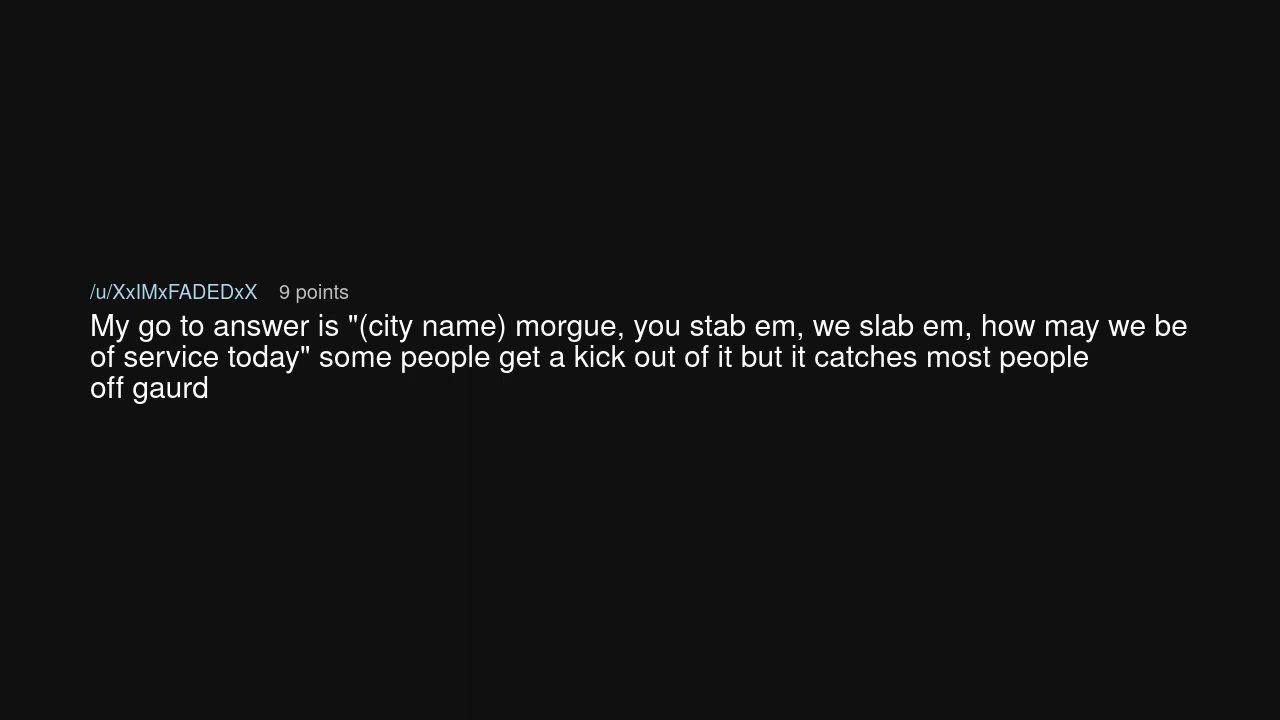 /u/XxIMxFADEDxX 9 points
My go to answer is "(city name) morgue, you stab em, we slab em, how may we be
of service today" some people get a kick out of it but it catches most people
off gaurd